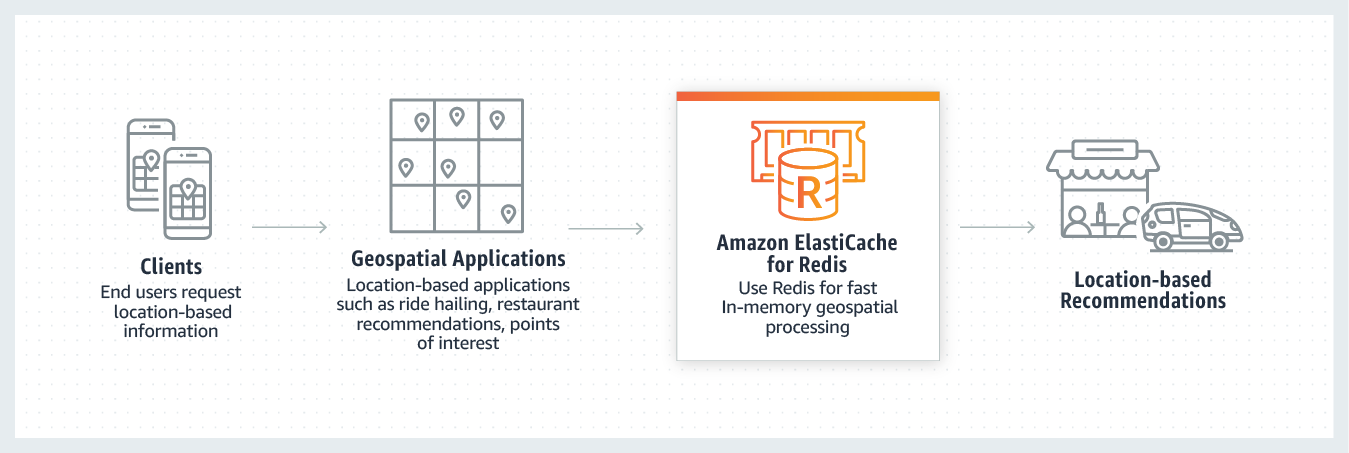 Clients
End users request
location-based
information
Geospatial Applications
Location-based applications
such as ride hailing, restaurant
recommendations, points
of interest
R
Amazon ElastiCache
for Redis
Use Redis for fast
In-memory geospatial
processing
Location-based
Recommendations